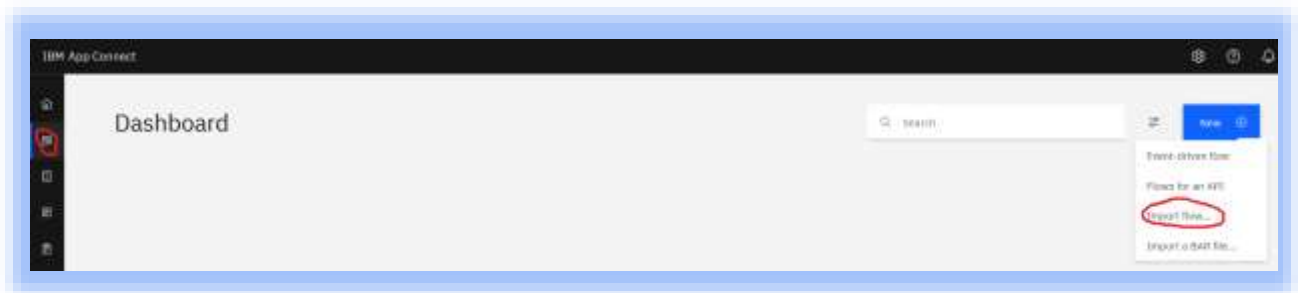 IBM App Connect
Dashboard
Search
New
Event-driven flow
Flows for an API
Import flow...
Import a BAR file...